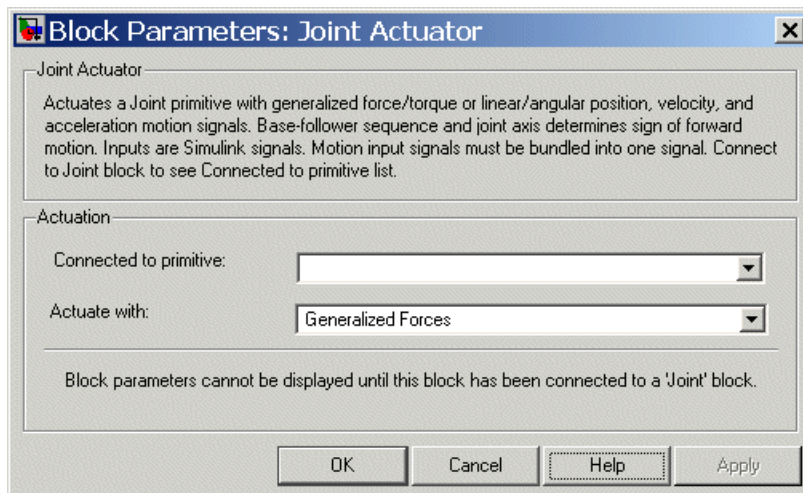 Block Parameters: Joint Actuator
Joint Actuator
Actuates a Joint primitive with generalized force/torque or linear/angular position, velocity, and
acceleration motion signals. Base-follower sequence and joint axis determines sign of forward
motion. Inputs are Simulink signals. Motion input signals must be bundled into one signal. Connect
to Joint block to see Connected to primitive list.
Actuation
Connected to primitive:
Actuate with:
Generalized Forces
Block parameters cannot be displayed until this block has been connected to a 'Joint' block.
OK
Cancel
Help
Apply